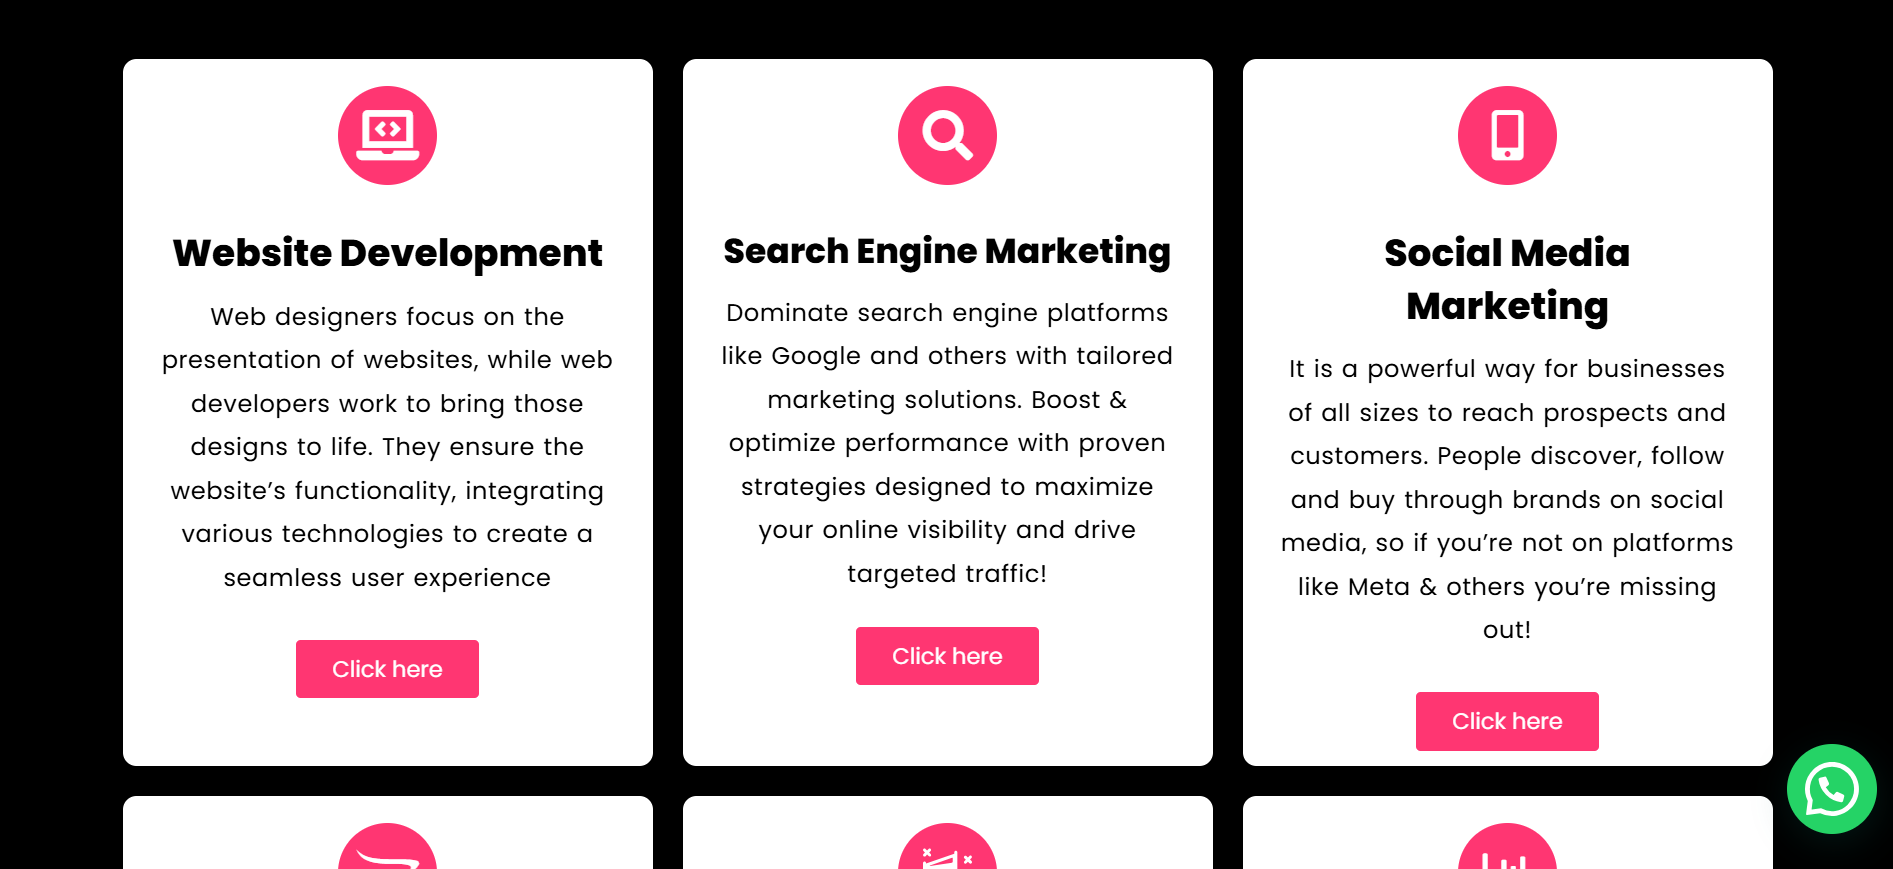 Website Development
Web designers focus on the
presentation of websites, while web
developers work to bring those
designs to life. They ensure the
website’s functionality, integrating
various technologies to create a
seamless user experience
Click here
Search Engine Marketing
Dominate search engine platforms
like Google and others with tailored
marketing solutions. Boost &
optimize performance with proven
strategies designed to maximize
your online visibility and drive
targeted traffic!
Click here
Social Media
Marketing
It is a powerful way for businesses
of all sizes to reach prospects and
customers. People discover, follow
and buy through brands on social
media, so if you’re not on platforms
like Meta & others you’re missing
out!
Click here